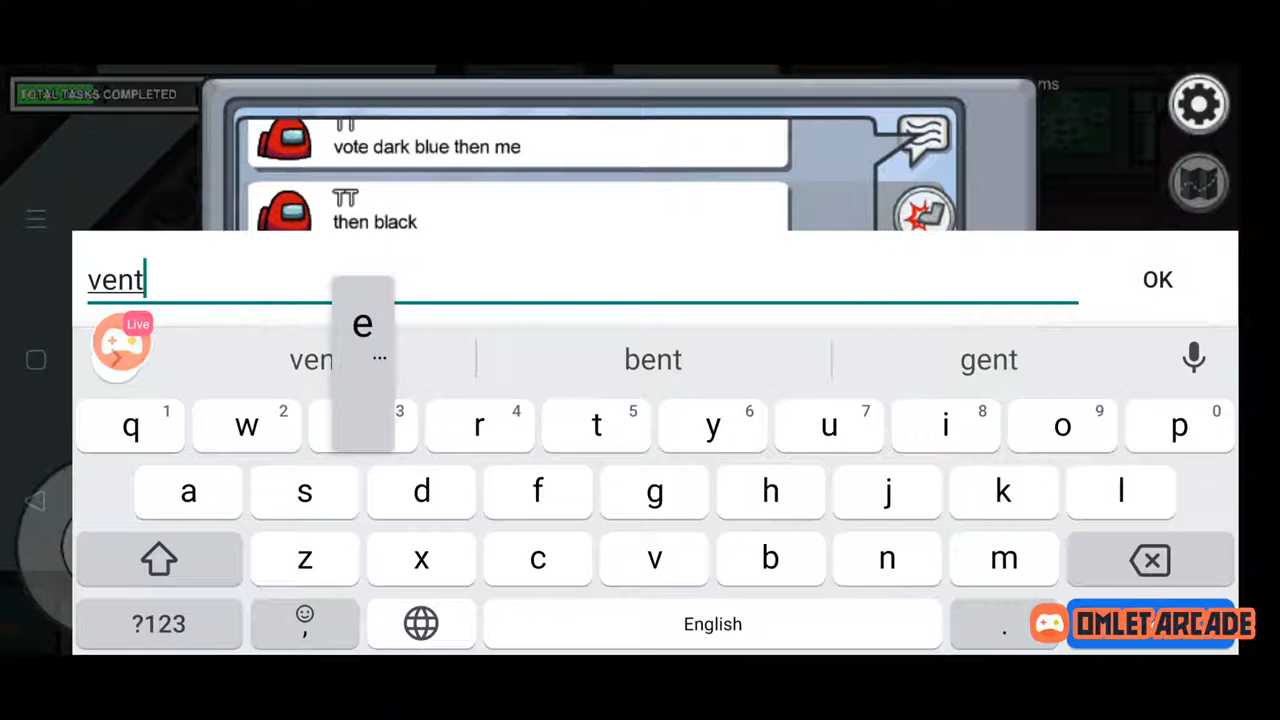 TOTAL TASKS COMPLETED
ms
TT
vote dark blue then me
TT
then black
vent
OK
Live
e
...
ven
bent
gent
q 1 w 2 3 r 4 t 5 y 6 u 7 i 8 o 9 p 0
a s d f g h j k l
z x c v b n m
?123 , English .
OMLET ARCADE